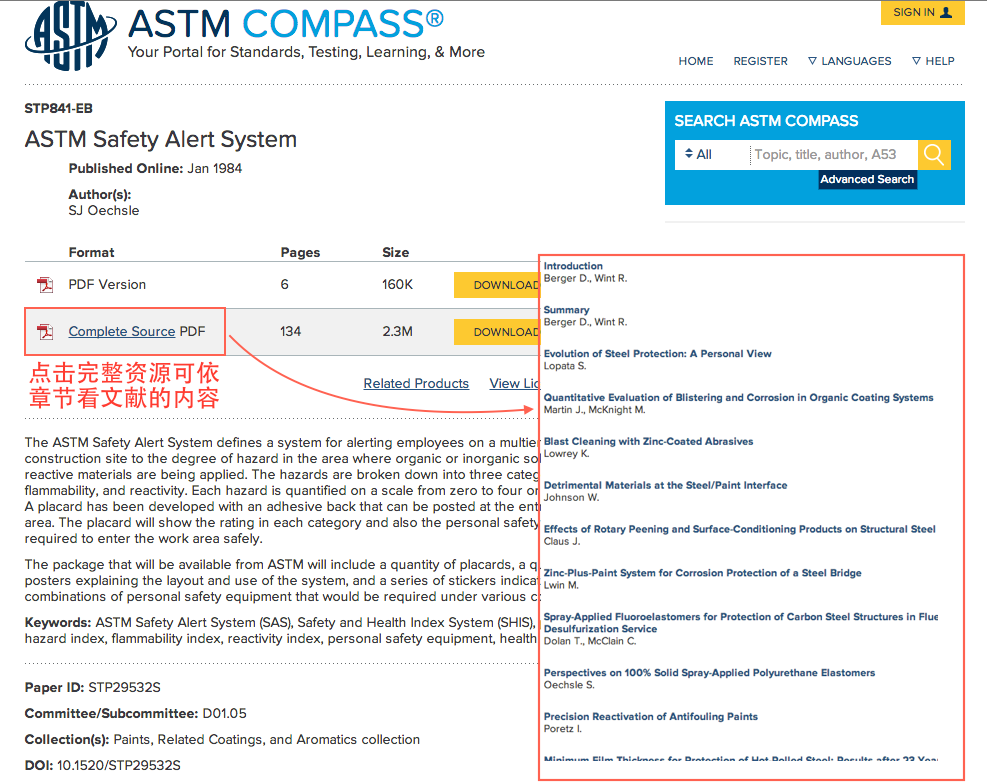 ASTM
ASTM COMPASS®
Your Portal for Standards, Testing, Learning, & More
SIGN IN
HOME REGISTER ▽ LANGUAGES ▽ HELP
STP841-EB
ASTM Safety Alert System
Published Online: Jan 1984
Author(s):
SJ Oechsle
SEARCH ASTM COMPASS
All Topic, title, author, A53
Advanced Search
Format Pages Size
PDF Version 6 160K DOWNLOAD
Complete Source PDF 134 2.3M DOWNLOAD
点击完整资源可依
章节看文献的内容
Related Products View Lic
The ASTM Safety Alert System defines a system for alerting employees on a multiem
construction site to the degree of hazard in the area where organic or inorganic sol
reactive materials are being applied. The hazards are broken down into three categ
flammability, and reactivity. Each hazard is quantified on a scale from zero to four or
A placard has been developed with an adhesive back that can be posted at the ent
area. The placard will show the rating in each category and also the personal safety
required to enter the work area safely.
The package that will be available from ASTM will include a quantity of placards, a q
posters explaining the layout and use of the system, and a series of stickers indicat
combinations of personal safety equipment that would be required under various c
Keywords: ASTM Safety Alert System (SAS), Safety and Health Index System (SHIS),
hazard index, flammability index, reactivity index, personal safety equipment, health
Paper ID: STP29532S
Committee/Subcommittee: D01.05
Collection(s): Paints, Related Coatings, and Aromatics collection
DOI: 10.1520/STP29532S
Introduction
Berger D., Wint R.
Summary
Berger D., Wint R.
Evolution of Steel Protection: A Personal View
Lopata S.
Quantitative Evaluation of Blistering and Corrosion in Organic Coating Systems
Martin J., McKnight M.
Blast Cleaning with Zinc-Coated Abrasives
Lowrey K.
Detrimental Materials at the Steel/Paint Interface
Johnson W.
Effects of Rotary Peening and Surface-Conditioning Products on Structural Steel
Claus J.
Zinc-Plus-Paint System for Corrosion Protection of a Steel Bridge
Lwin M.
Spray-Applied Fluoroelastomers for Protection of Carbon Steel Structures in Flue
Desulfurization Service
Dolan T., McClain C.
Perspectives on 100% Solid Spray-Applied Polyurethane Elastomers
Oechsle S.
Precision Reactivation of Antifouling Paints
Poretz I.
Minimum Film Thickness for Protection of Hot Rolled Steel: Results after 23 Year